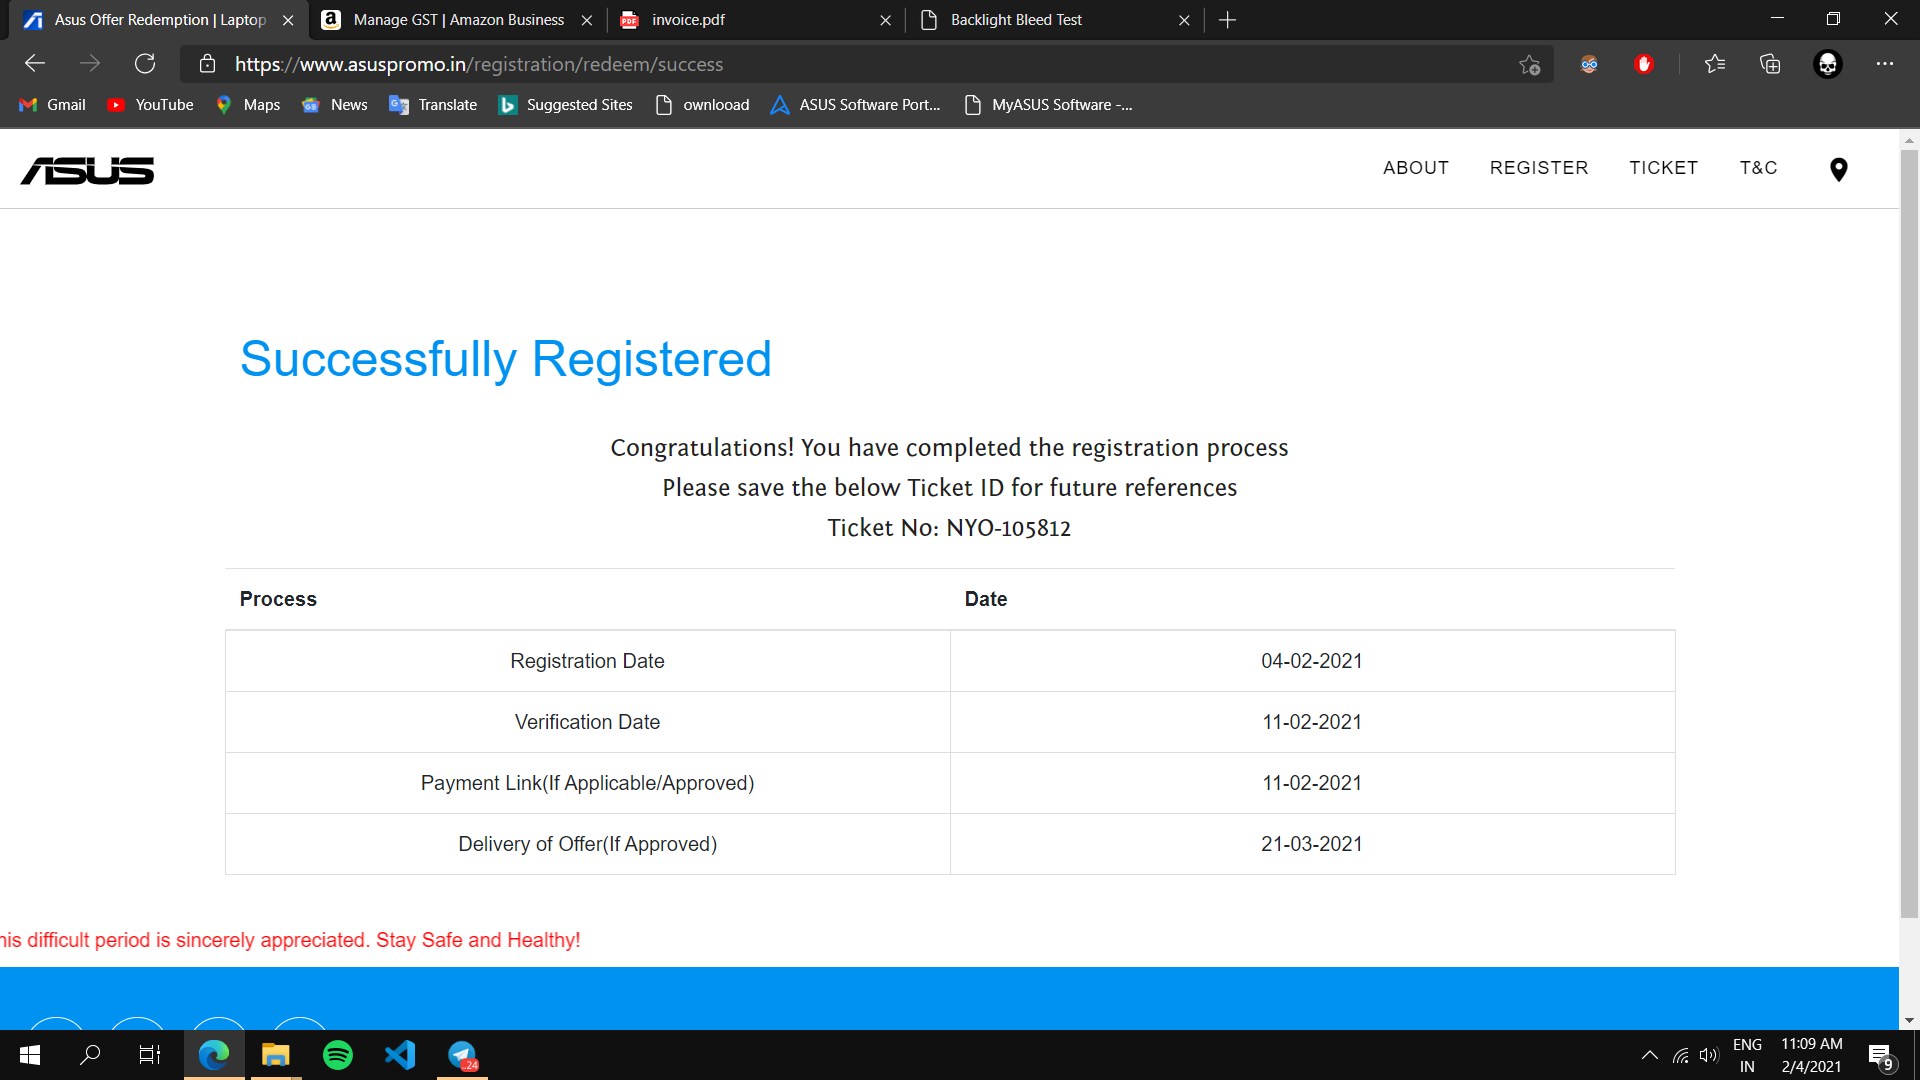 Asus Offer Redemption | Laptop
Manage GST | Amazon Business
invoice.pdf
Backlight Bleed Test
https://www.asuspromo.in/registration/redeem/success
Gmail
YouTube
Maps
News
Translate
Suggested Sites
ownlooad
ASUS Software Port...
MyASUS Software -...
ASUS
ABOUT
REGISTER
TICKET
T&C
Successfully Registered
Congratulations! You have completed the registration process
Please save the below Ticket ID for future references
Ticket No: NYO-105812
Process Date
Registration Date 04-02-2021
Verification Date 11-02-2021
Payment Link(If Applicable/Approved) 11-02-2021
Delivery of Offer(If Approved) 21-03-2021
his difficult period is sincerely appreciated. Stay Safe and Healthy!
..24
ENG
IN
11:09 AM
2/4/2021
9